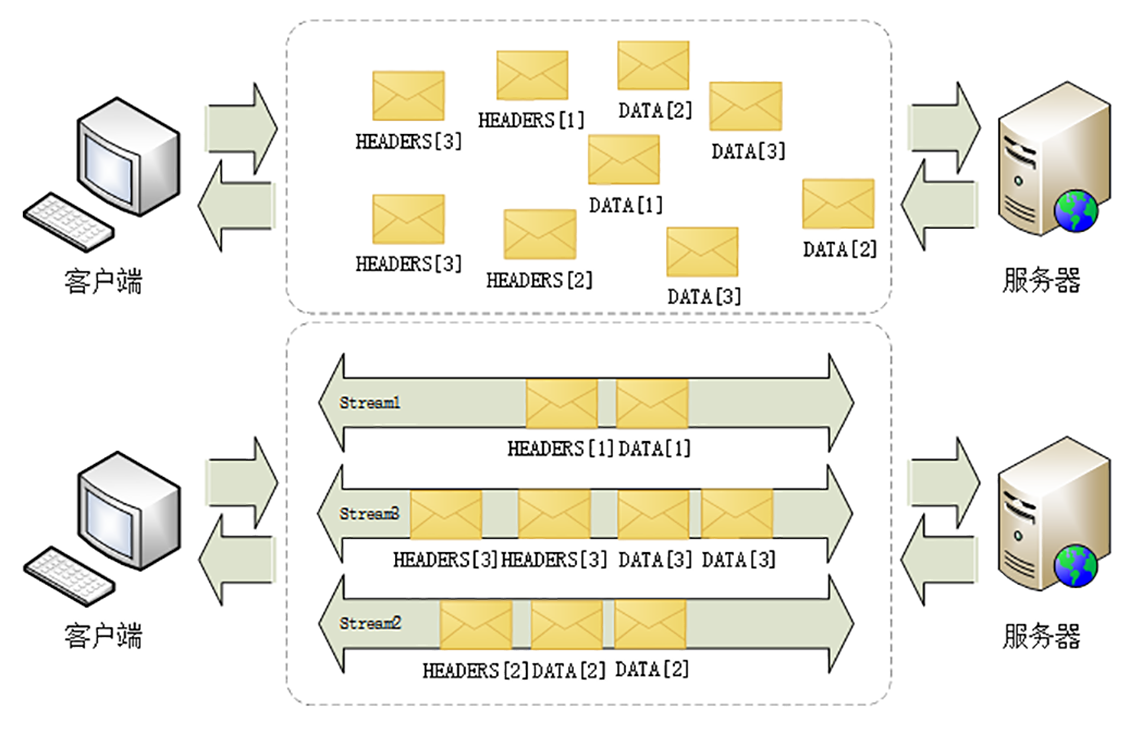 HEADERS[3]
HEADERS[1]
DATA[2]
DATA[3]
DATA[1]
HEADERS[3]
HEADERS[2]
DATA[3]
DATA[2]
客户端
服务器
Stream1
HEADERS[1] DATA[1]
Stream3
HEADERS[3] HEADERS[3] DATA[3] DATA[3]
Stream2
HEADERS[2] DATA[2] DATA[2]
客户端
服务器